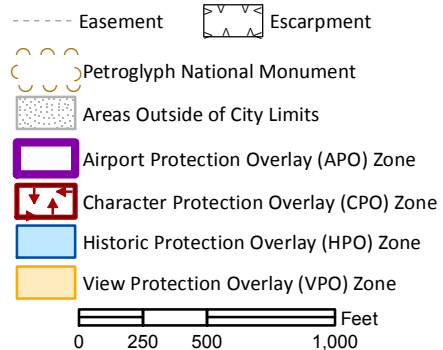 Easement Escarpment
Petroglyph National Monument
Areas Outside of City Limits
Airport Protection Overlay (APO) Zone
Character Protection Overlay (CPO) Zone
Historic Protection Overlay (HPO) Zone
View Protection Overlay (VPO) Zone
Feet
0 250 500 1,000